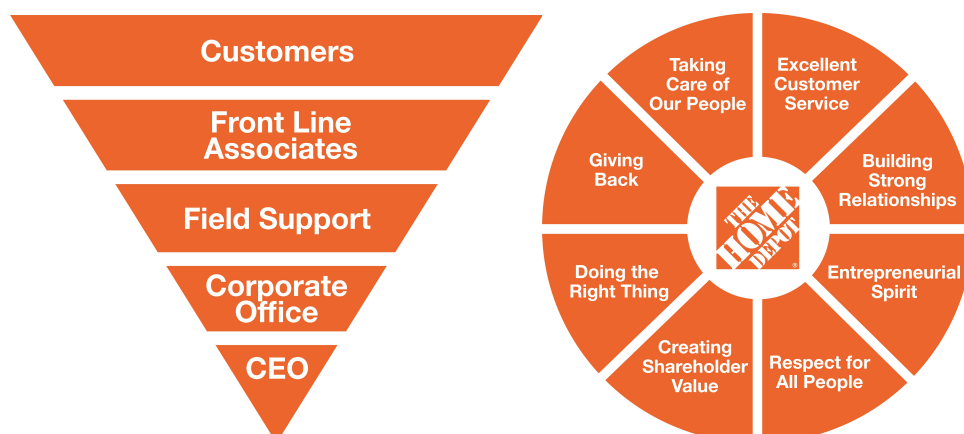 Customers
Front Line
Associates
Field Support
Corporate
Office
CEO
Taking
Care of
Our People
Excellent
Customer
Service
Building
Strong
Relationships
Entrepreneurial
Spirit
Respect for
All People
Creating
Shareholder
Value
Doing the
Right Thing
Giving
Back
THE
HOME
DEPOT
®